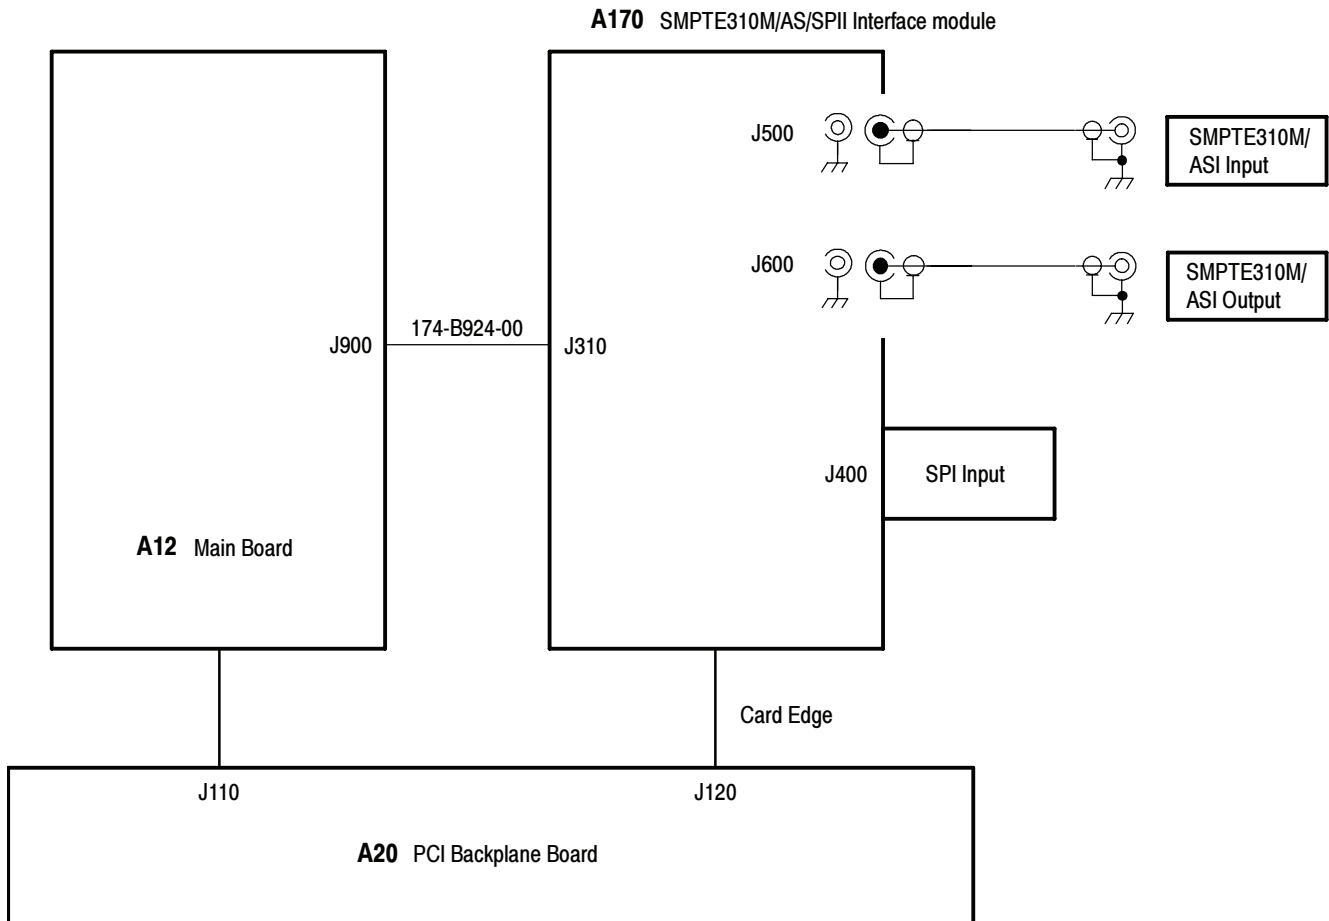 A170 SMPTE310M/AS/SPII Interface module
J500
SMPTE310M/
ASI Input
J600
SMPTE310M/
ASI Output
J900
174-B924-00
J310
J400
SPI Input
A12 Main Board
Card Edge
J110
J120
A20 PCI Backplane Board